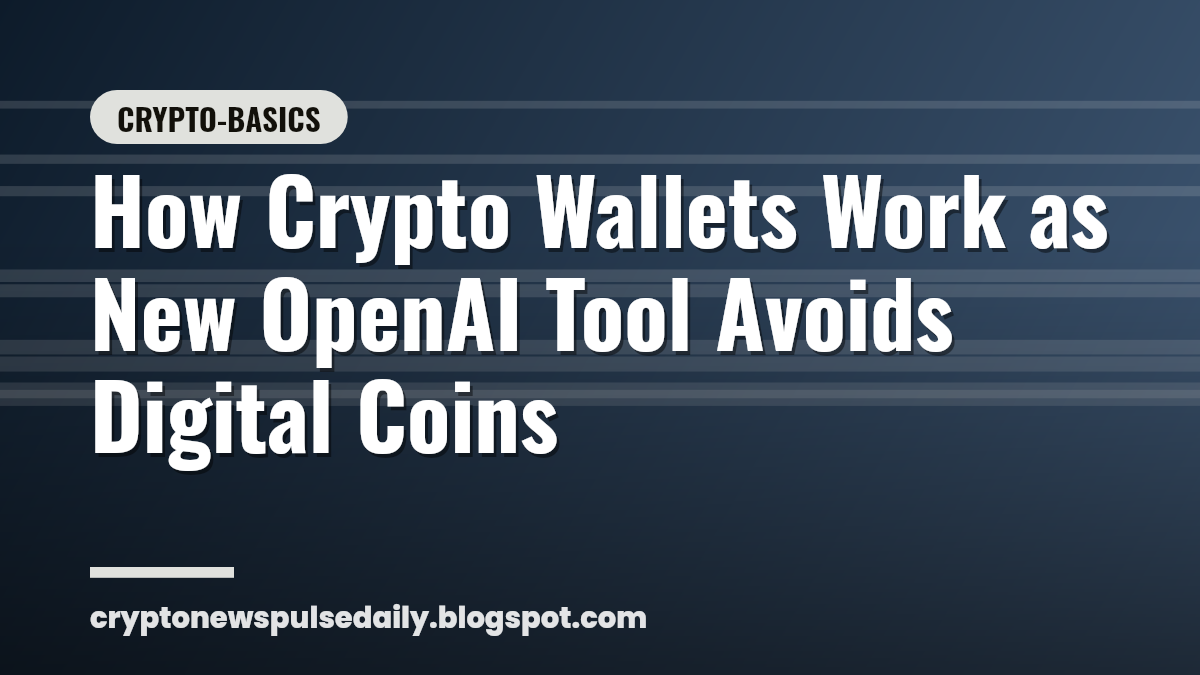 CRYPTO-BASICS
How Crypto Wallets Work as
New OpenAI Tool Avoids
Digital Coins
cryptonewspulsedaily.blogspot.com